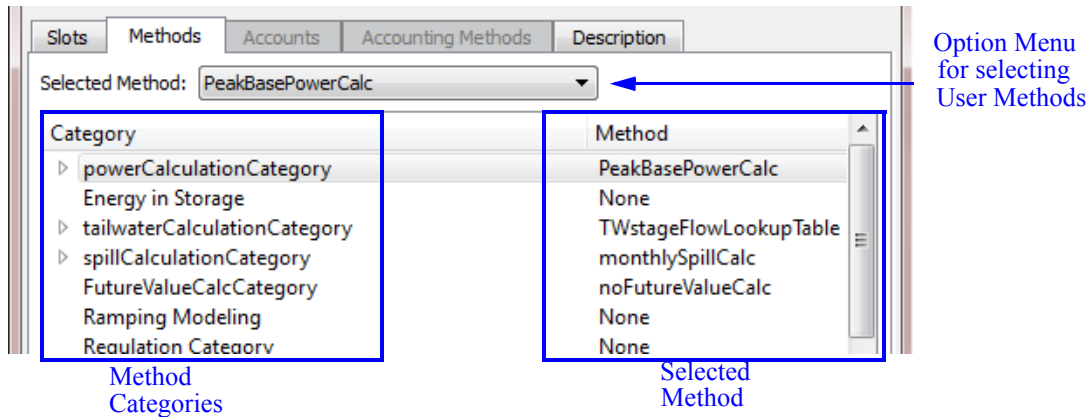 Slots Methods Accounts Accounting Methods Description
Selected Method: PeakBasePowerCalc
Option Menu
for selecting
User Methods
Category Method
powerCalculationCategory PeakBasePowerCalc
Energy in Storage None
tailwaterCalculationCategory TWstageFlowLookupTable
spillCalculationCategory monthlySpillCalc
FutureValueCalcCategory noFutureValueCalc
Ramping Modeling None
Regulation Category None
Method
Categories
Selected
Method